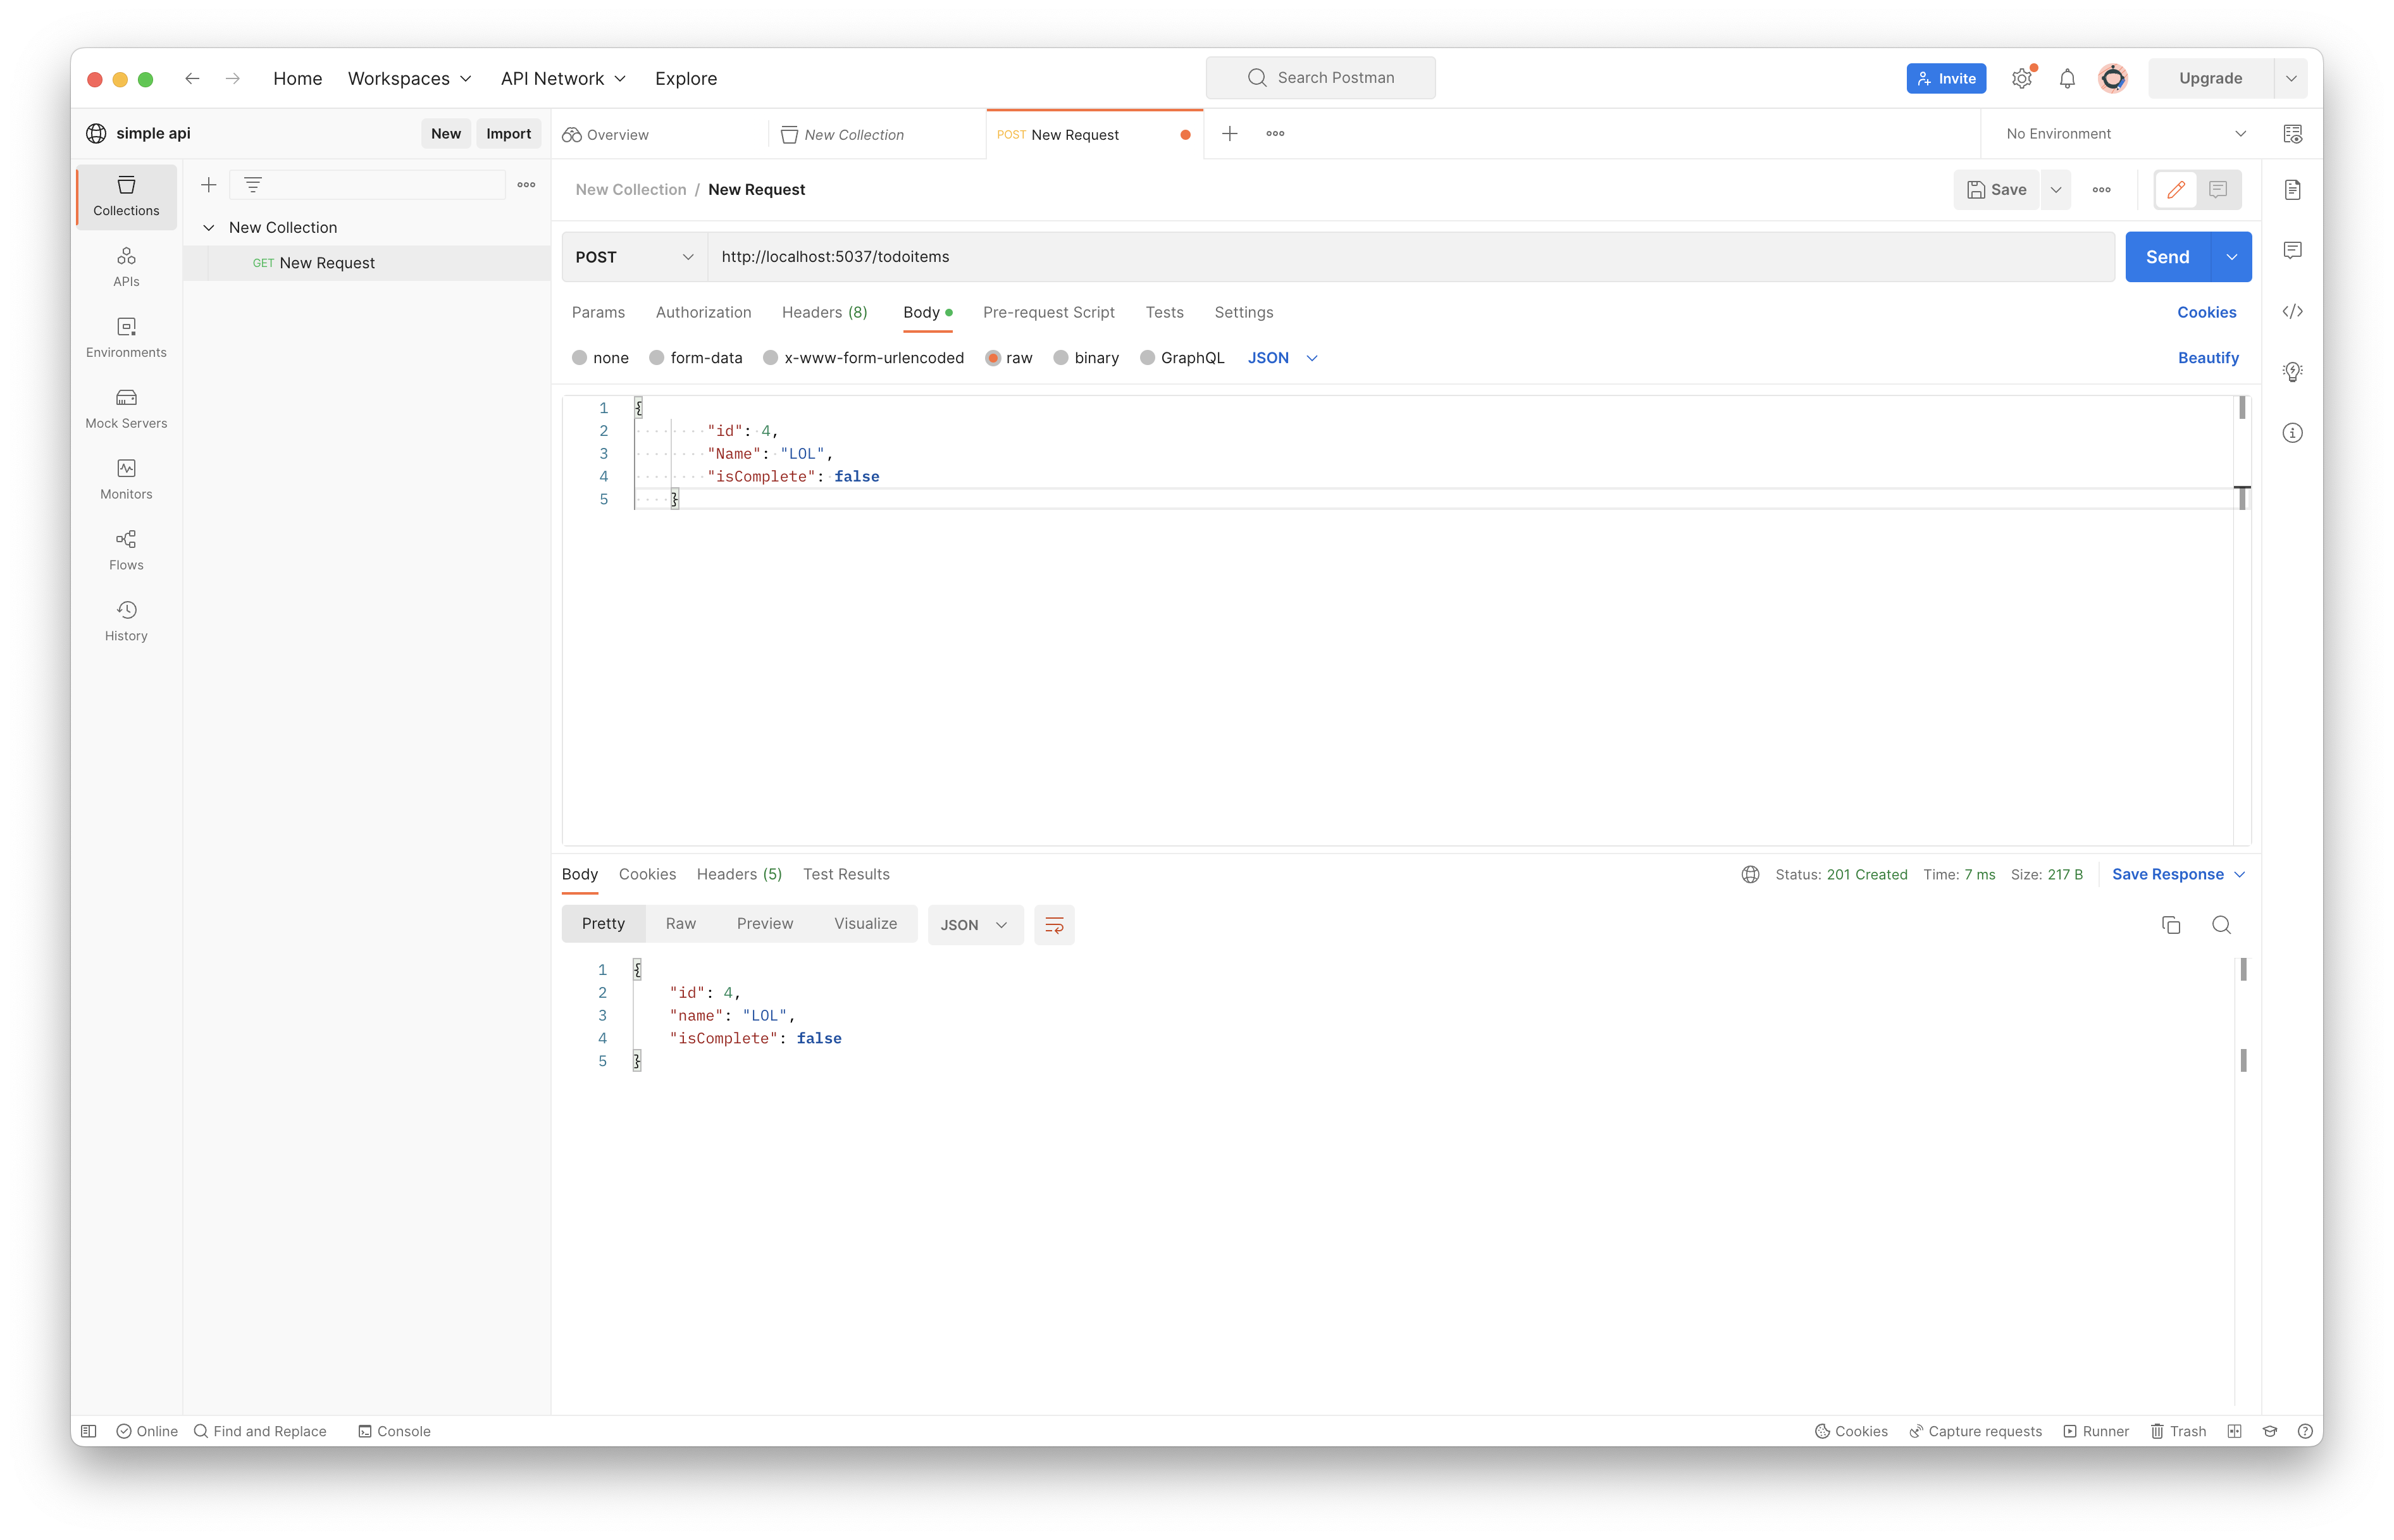 Home Workspaces API Network Explore Search Postman Invite Upgrade
simple api New Import Overview New Collection POST New Request No Environment
Collections
APIs
Environments
Mock Servers
Monitors
Flows
History
New Collection
GET New Request
New Collection / New Request Save
POST http://localhost:5037/todoitems Send
Params Authorization Headers (8) Body Pre-request Script Tests Settings Cookies
none form-data x-www-form-urlencoded raw binary GraphQL JSON Beautify
1 {
2 "id": 4,
3 "Name": "LOL",
4 "isComplete": false
5 }
Body Cookies Headers (5) Test Results Status: 201 Created Time: 7 ms Size: 217 B Save Response
Pretty Raw Preview Visualize JSON
1 {
2 "id": 4,
3 "name": "LOL",
4 "isComplete": false
5 }
Online Find and Replace Console Cookies Capture requests Runner Trash